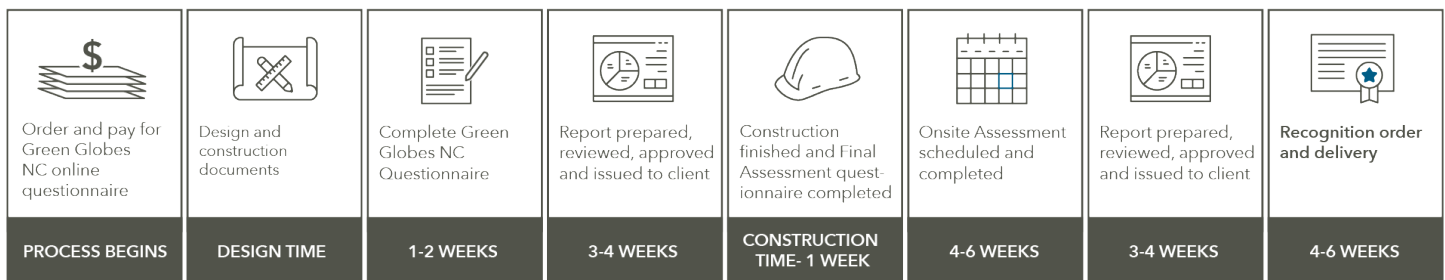 $
Order and pay for
Green Globes
NC online
questionnaire
PROCESS BEGINS
Design and
construction
documents
DESIGN TIME
Complete Green
Globes NC
Questionnaire
1-2 WEEKS
Report prepared,
reviewed, approved
and issued to client
3-4 WEEKS
Construction
finished and Final
Assessment quest-
ionnaire completed
CONSTRUCTION
TIME- 1 WEEK
Onsite Assessment
scheduled and
completed
4-6 WEEKS
Report prepared,
reviewed, approved
and issued to client
3-4 WEEKS
Recognition order
and delivery
4-6 WEEKS